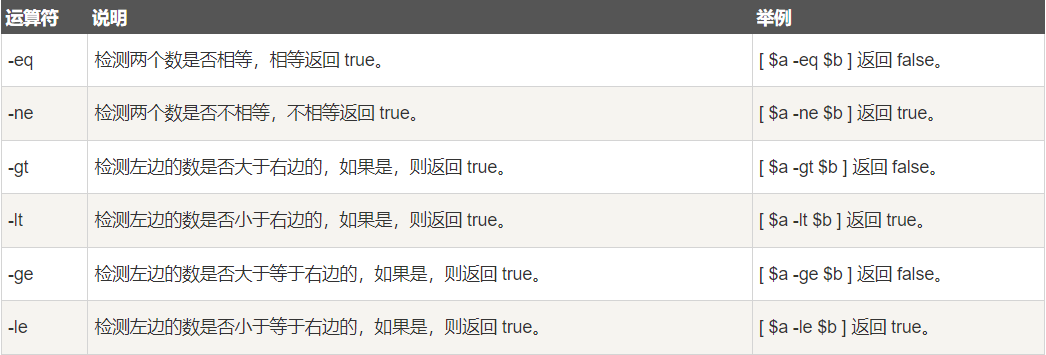 运算符 说明 举例
-eq 检测两个数是否相等，相等返回 true。 [ $a -eq $b ] 返回 false。
-ne 检测两个数是否不相等，不相等返回 true。 [ $a -ne $b ] 返回 true。
-gt 检测左边的数是否大于右边的，如果是，则返回 true。 [ $a -gt $b ] 返回 false。
-lt 检测左边的数是否小于右边的，如果是，则返回 true。 [ $a -lt $b ] 返回 true。
-ge 检测左边的数是否大于等于右边的，如果是，则返回 true。 [ $a -ge $b ] 返回 false。
-le 检测左边的数是否小于等于右边的，如果是，则返回 true。 [ $a -le $b ] 返回 true。